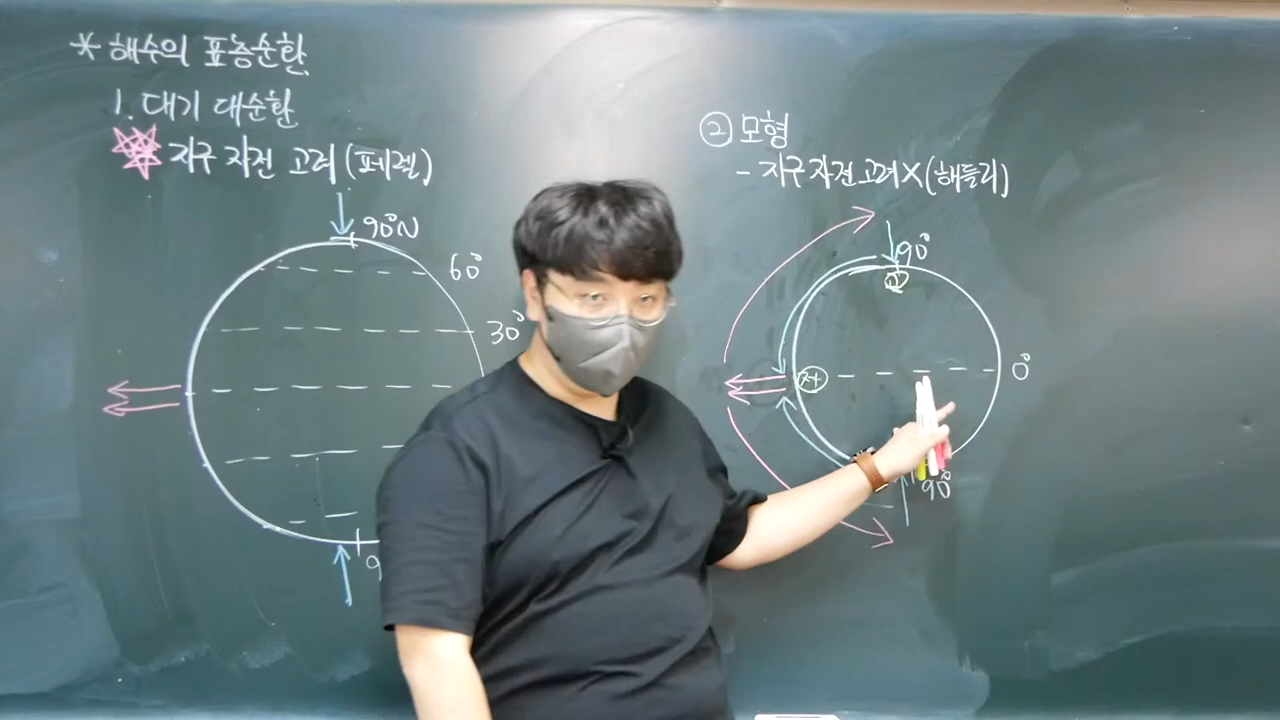 * 해수의 표층순환
1. 대기 대순환
지구 자전 고려 (페렐)
90°N
60°
30°
② 모형
- 지구 자전 고려 X (해들리)
90°
0°
90°